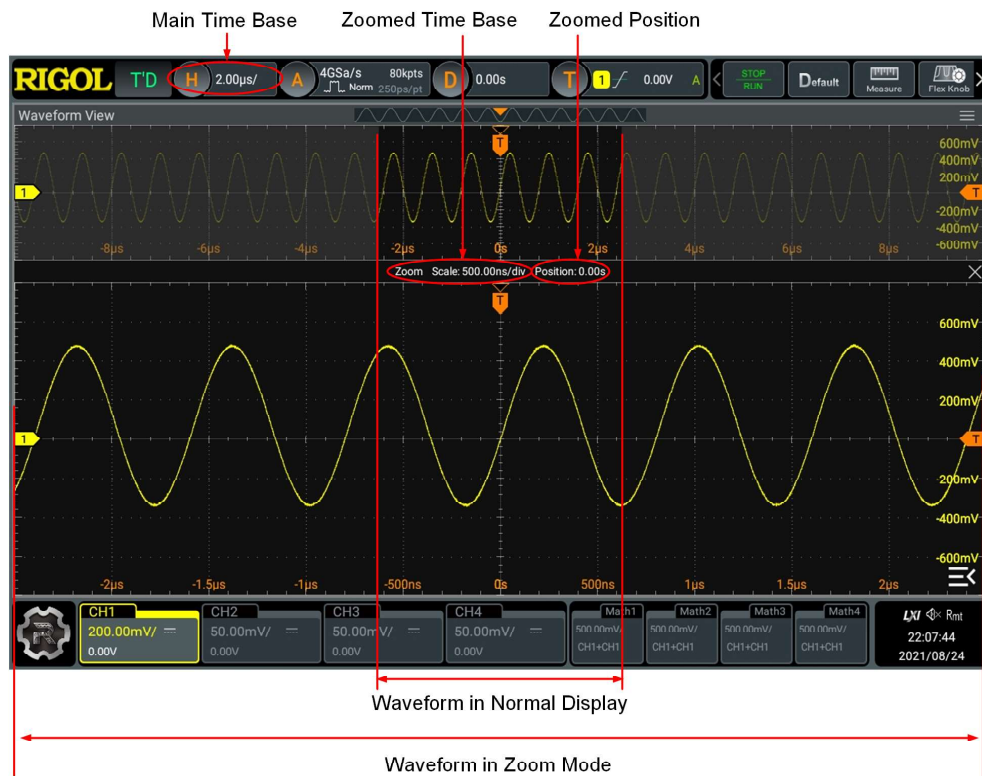 Main Time Base
Zoomed Time Base
Zoomed Position
RIGOL T'D H 2.00µs/ A 4GSa/s 80kpts D 0.00s T 1 0.00V A STOP Default Measure Flex Knob
Norm 250ps/pt RUN
Waveform View
T
600mV
400mV
200mV
1 T
-200mV
-400mV
-600mV
-8µs -6µs -4µs -2µs 0s 2µs 4µs 6µs 8µs
Zoom Scale: 500.00ns/div Position: 0.00s
T
600mV
400mV
200mV
1 T
-200mV
-400mV
-600mV
-2µs -1.5µs -1µs -500ns 0s 500ns 1µs 1.5µs 2µs
CH1 CH2 CH3 CH4 Math1 Math2 Math3 Math4
200.00mV/ 50.00mV/ 50.00mV/ 50.00mV/ 500.00mV/ 500.00mV/ 500.00mV/ 500.00mV/
0.00V 0.00V 0.00V 0.00V CH1+CH1 CH1+CH1 CH1+CH1 CH1+CH1
R
LXI Rmt
22:07:44
2021/08/24
Waveform in Normal Display
Waveform in Zoom Mode